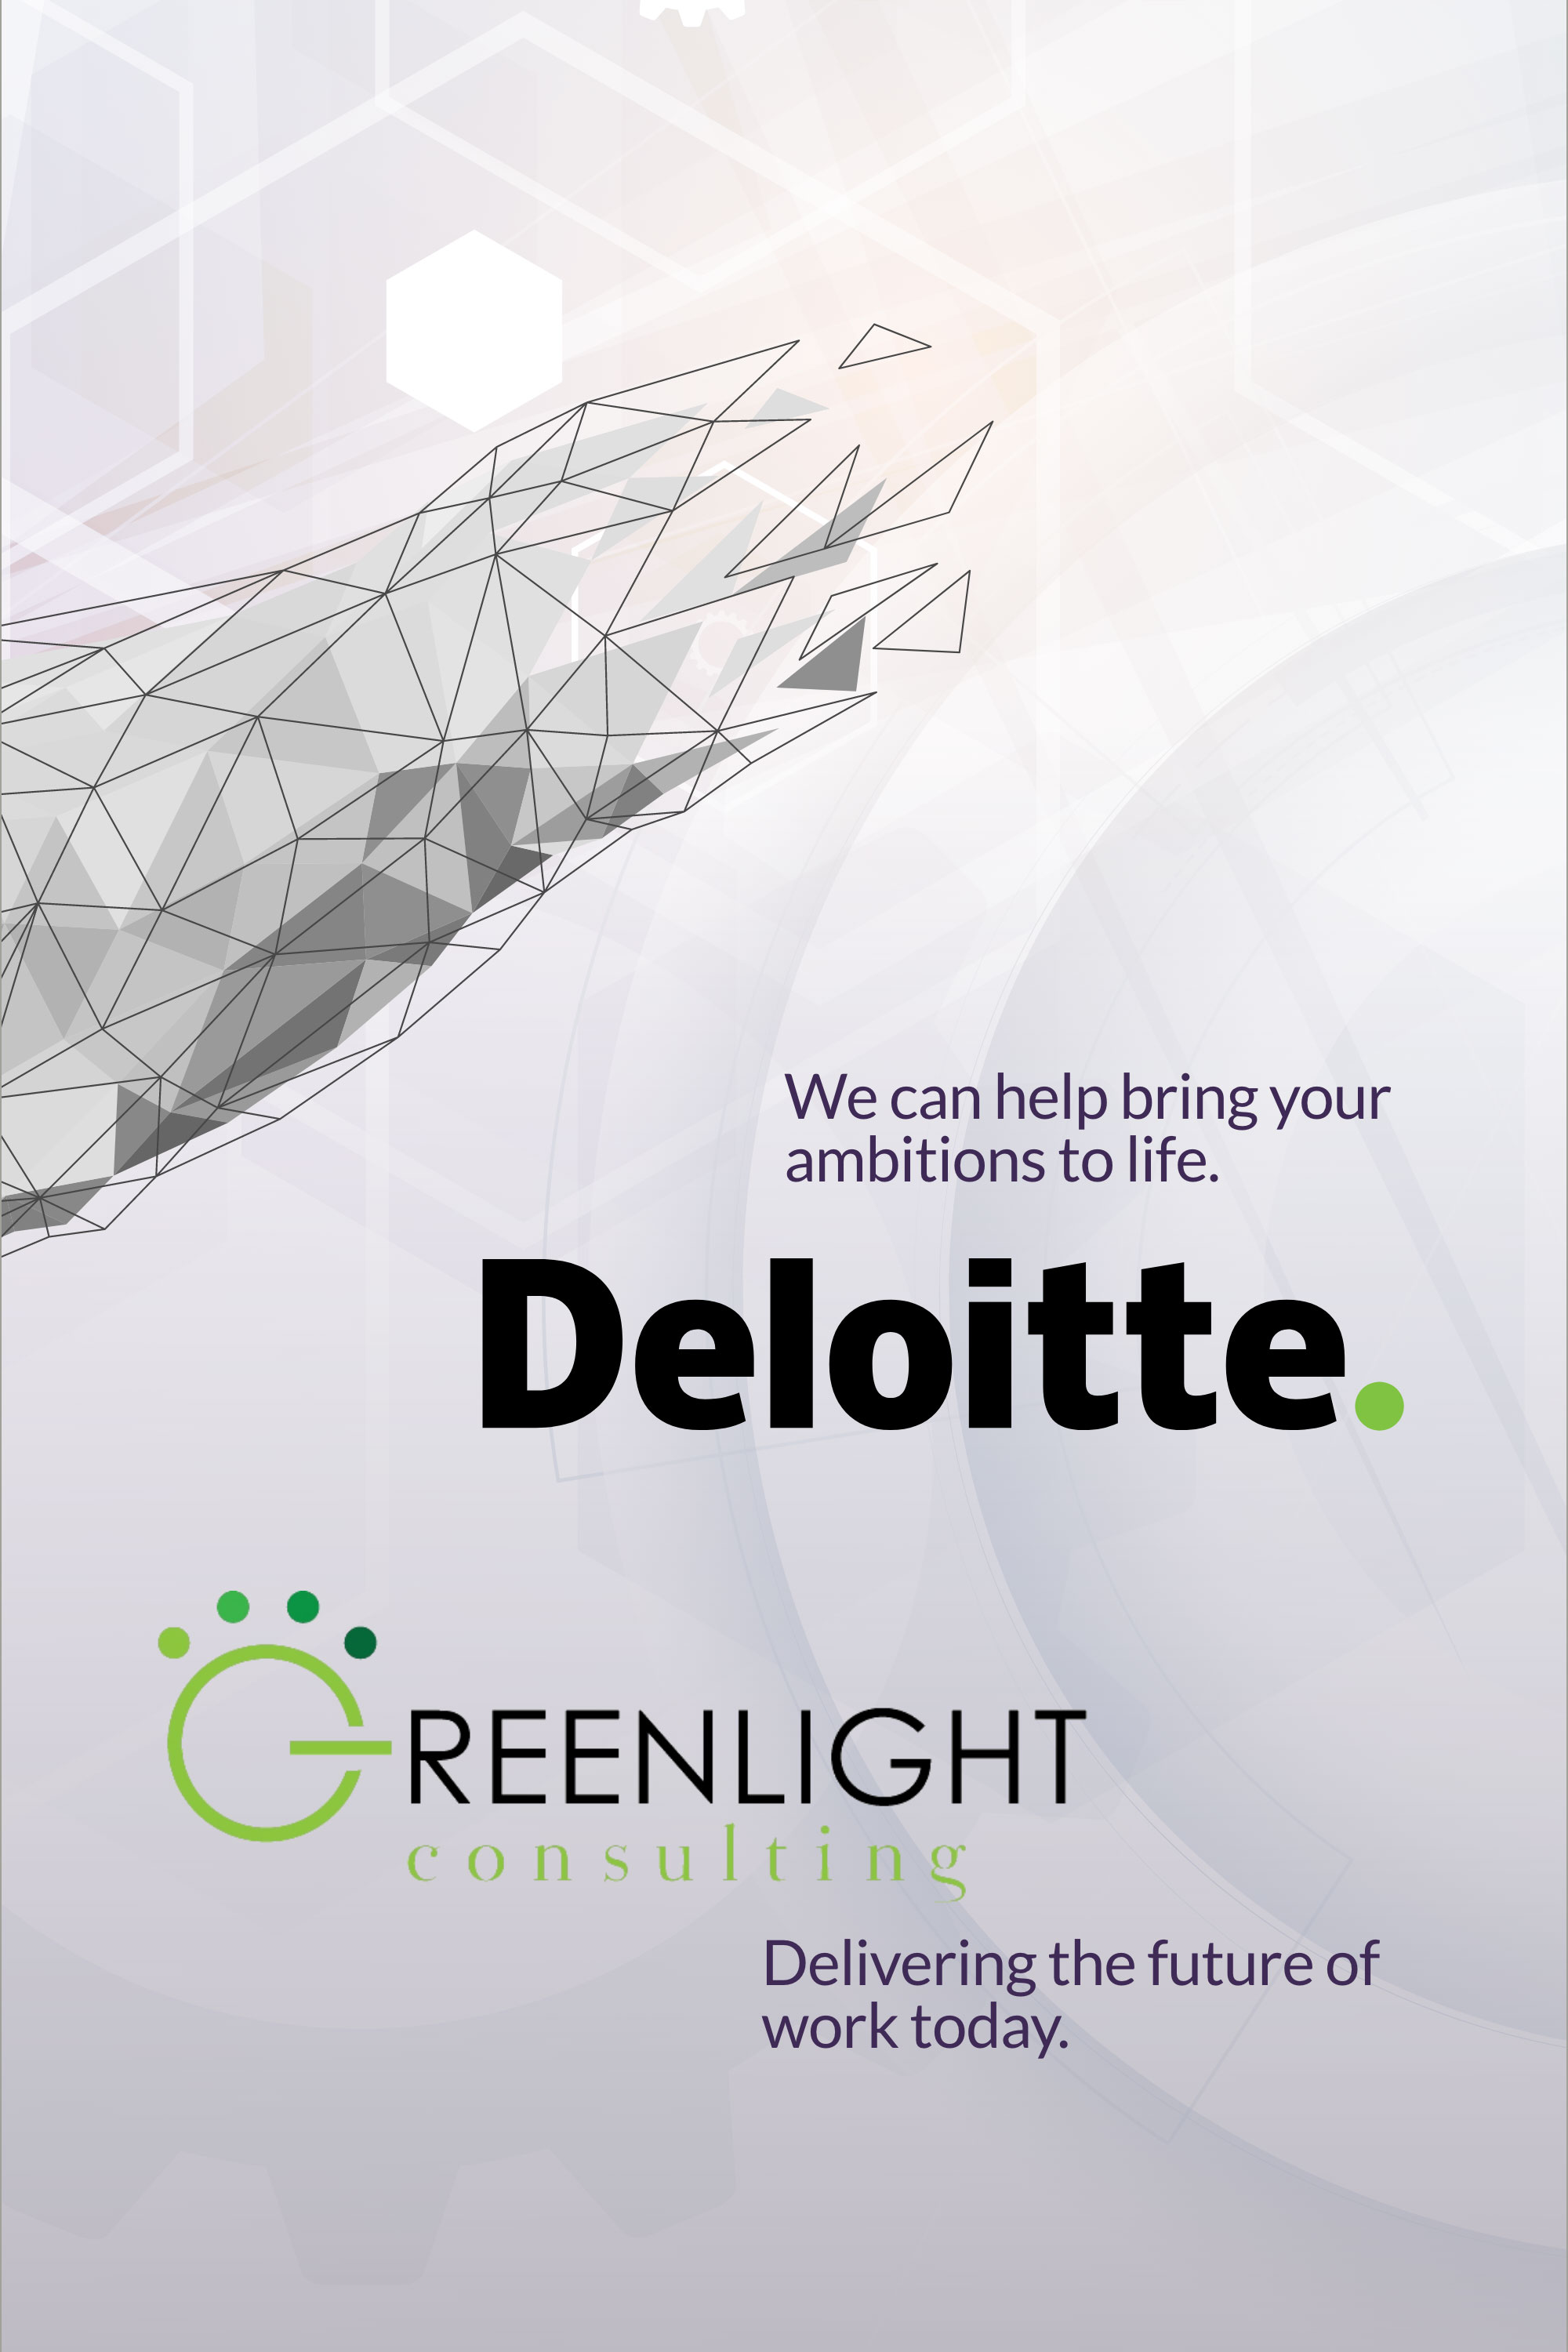 We can help bring your
ambitions to life.
Deloitte.
GREENLIGHT
consulting
Delivering the future of
work today.